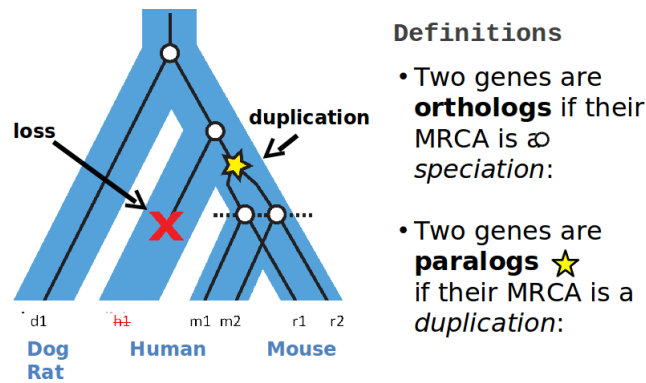 Definitions
• Two genes are
orthologs if their
MRCA is a
speciation:
• Two genes are
paralogs
if their MRCA is a
duplication:
loss
duplication
d1 h1 m1 m2 r1 r2
Dog Human Mouse
Rat